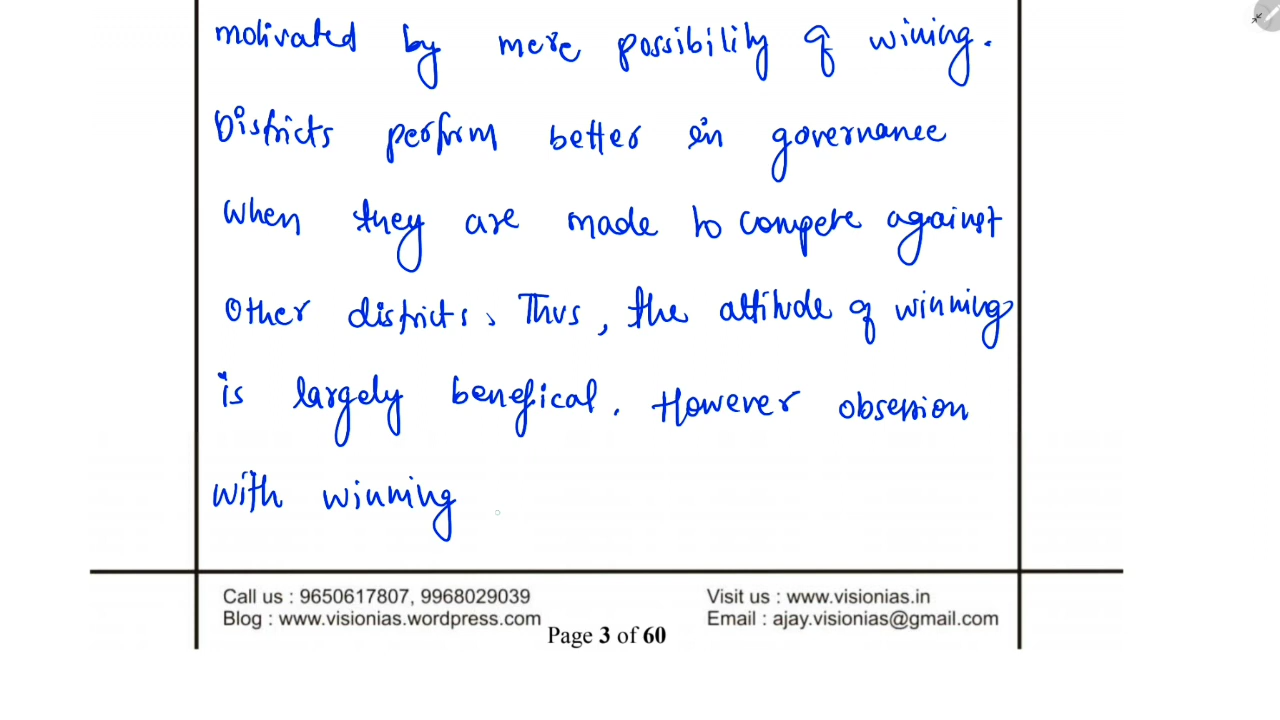 motivated by mere possibility of wining.
Districts perform better in governance
when they are made to compete against
other districts. Thus, the attitude of winning
is largely benefical. However obsession
with winning
Call us : 9650617807, 9968029039
Visit us : www.visionias.in
Blog : www.visionias.wordpress.com
Email : ajay.visionias@gmail.com
Page 3 of 60